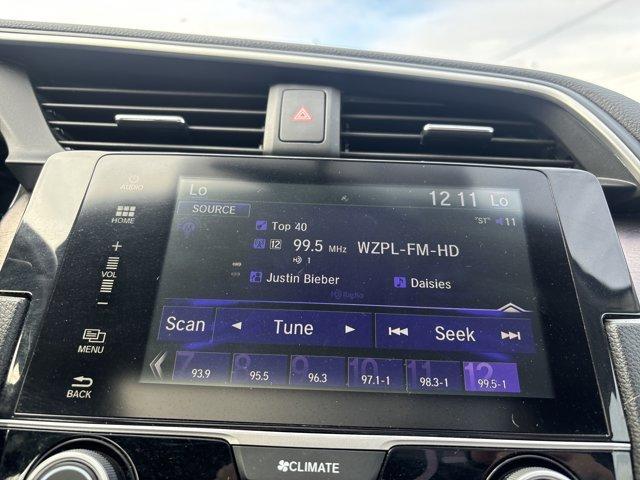 AUDIO
HOME
+
VOL
−
MENU
BACK
Lo
12 11 Lo
SOURCE
"ST" 11
Top 40
12 99.5 MHz WZPL-FM-HD
1
Justin Bieber Daisies
HD Radio
Scan Tune Seek
7 8 9 10 11 12
93.9 95.5 96.3 97.1-1 98.3-1 99.5-1
CLIMATE